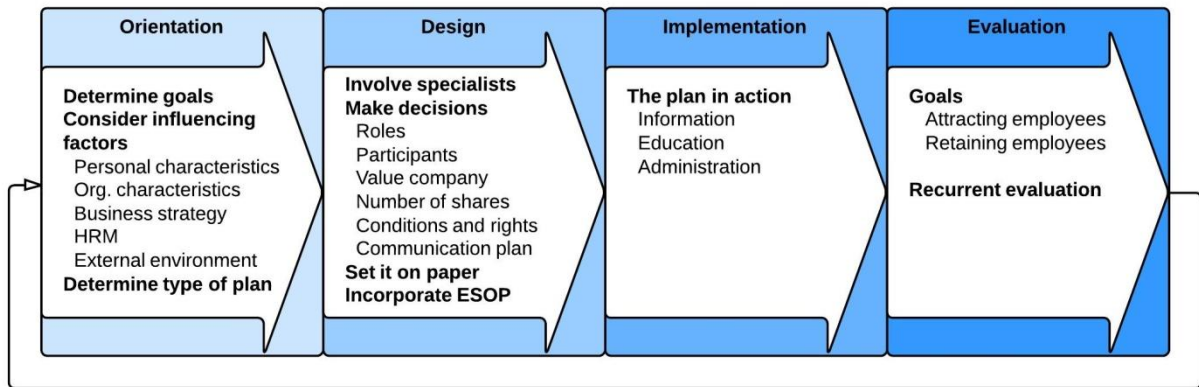 Orientation
Determine goals
Consider influencing
factors
Personal characteristics
Org. characteristics
Business strategy
HRM
External environment
Determine type of plan
Design
Involve specialists
Make decisions
Roles
Participants
Value company
Number of shares
Conditions and rights
Communication plan
Set it on paper
Incorporate ESOP
Implementation
The plan in action
Information
Education
Administration
Evaluation
Goals
Attracting employees
Retaining employees
Recurrent evaluation